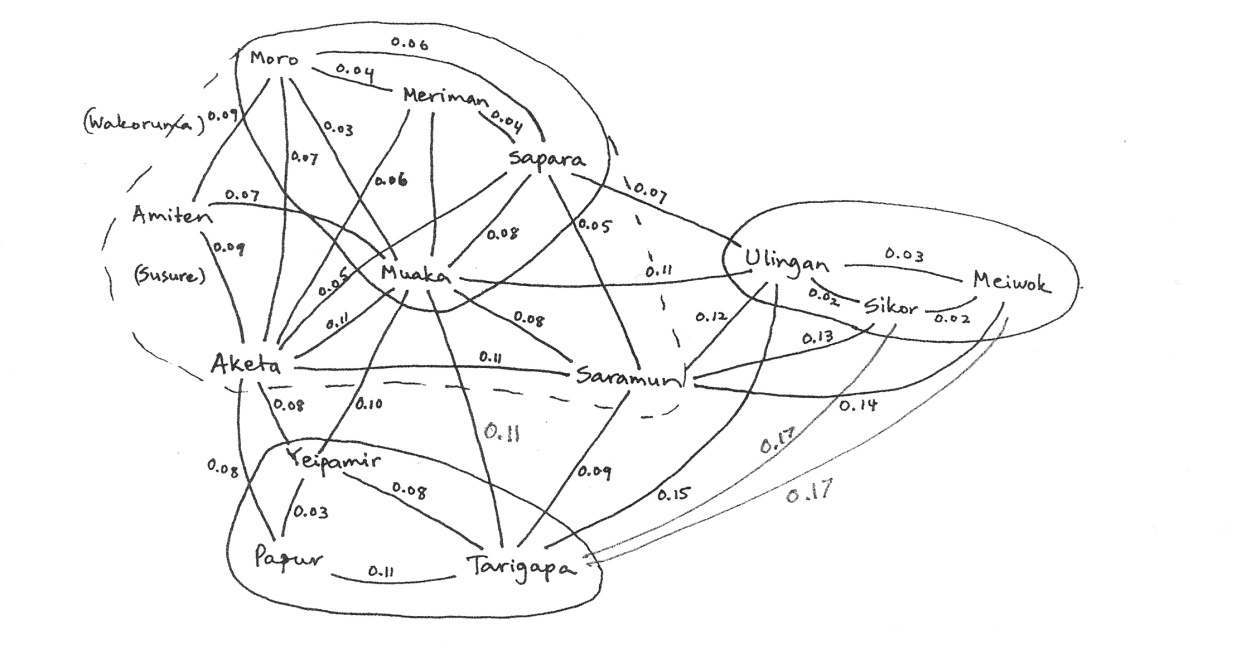 0.06
Moro
0.04
Meriman
(Wakoruma)
0.09
0.03
0.04
0.07
Sapara
0.06
0.07
0.07
Amiten
0.09
0.08
0.05
(Susure)
0.05
Muaka
0.11
Ulingan
0.03
Meiwok
0.02
Sikor
0.02
0.11
0.08
0.12
0.13
Aketa
0.11
Saramun
0.08
0.10
0.14
0.11
0.17
0.08
Yeipamir
0.09
0.08
0.15
0.17
0.03
Papur
0.11
Tarigapa